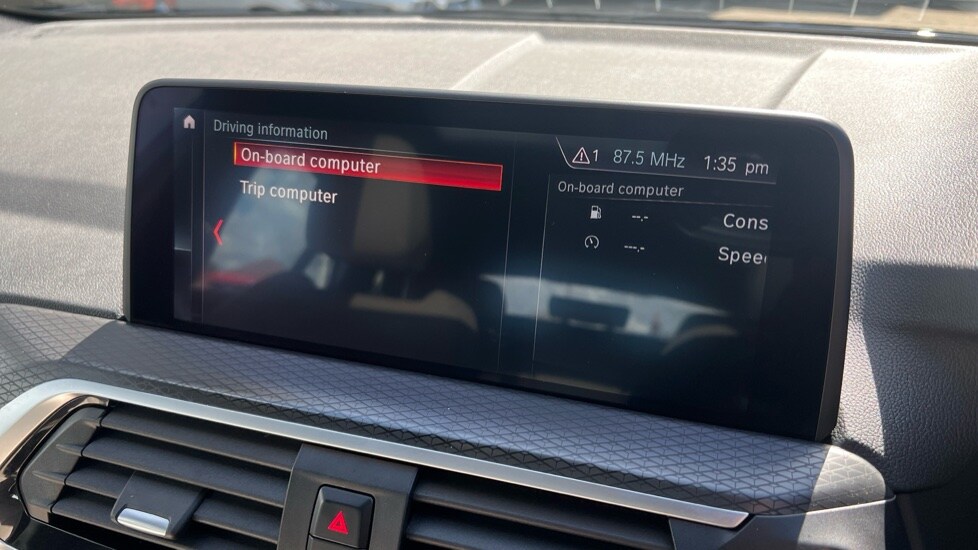 Driving information
On-board computer
Trip computer
1 87.5 MHz 1:35 pm
On-board computer
--.- Cons
---.- Spee